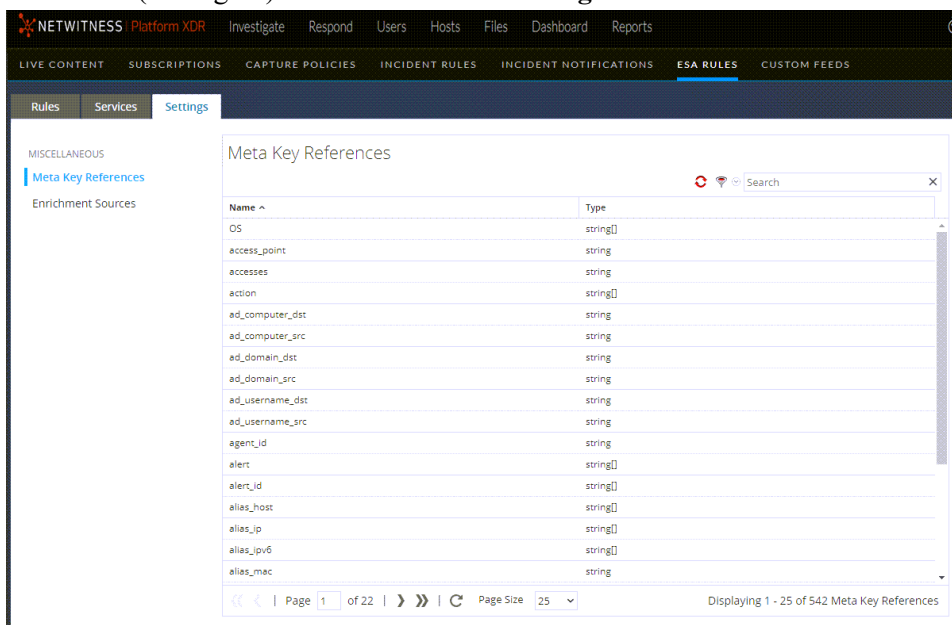 NETWITNESS Platform XDR Investigate Respond Users Hosts Files Dashboard Reports
LIVE CONTENT SUBSCRIPTIONS CAPTURE POLICIES INCIDENT RULES INCIDENT NOTIFICATIONS ESA RULES CUSTOM FEEDS
Rules Services Settings
MISCELLANEOUS
Meta Key References
Enrichment Sources
Meta Key References
Search
Name Type
OS string[]
access_point string
accesses string
action string[]
ad_computer_dst string
ad_computer_src string
ad_domain_dst string
ad_domain_src string
ad_username_dst string
ad_username_src string
agent_id string
alert string[]
alert_id string[]
alias_host string[]
alias_ip string[]
alias_ipv6 string[]
alias_mac string
Page 1 of 22 Page Size 25 Displaying 1 - 25 of 542 Meta Key References